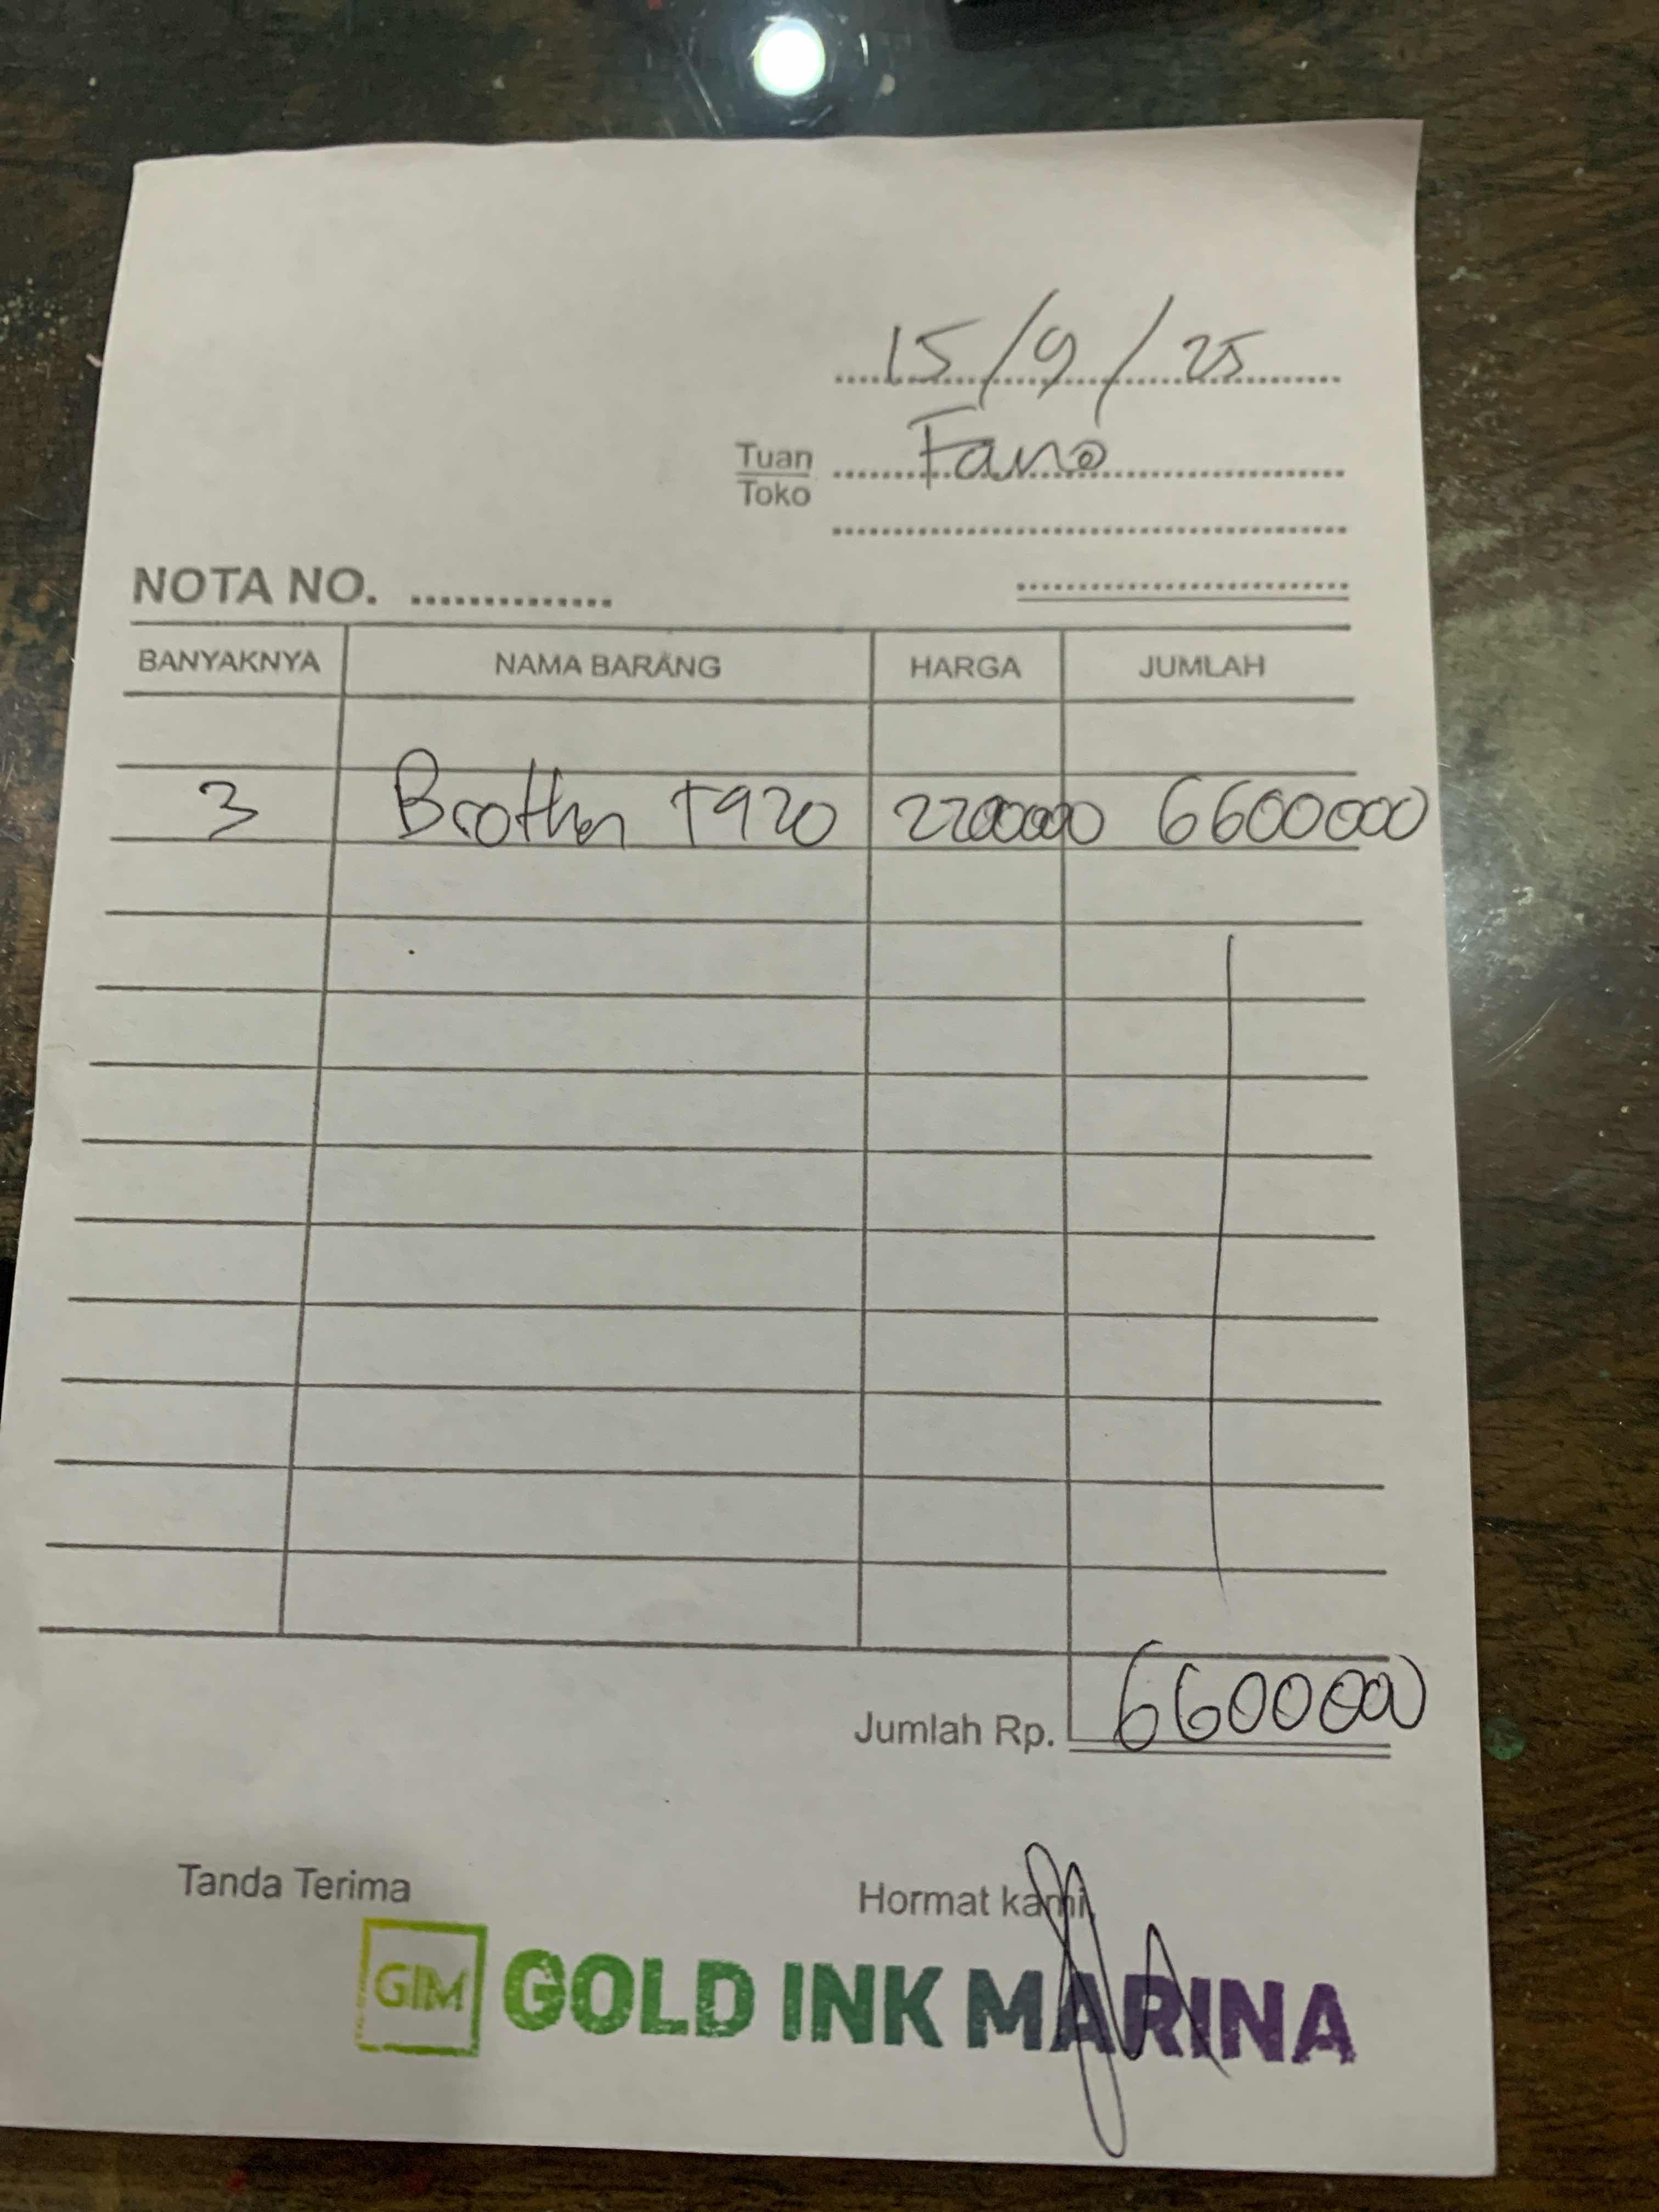 15/9/25
Tuan Fano
Toko
NOTA NO. ..............
BANYAKNYA NAMA BARANG HARGA JUMLAH
3 Brother T920 2200000 6600000
Jumlah Rp. 6600000
Tanda Terima Hormat kami,
GIM GOLD INK MARINA